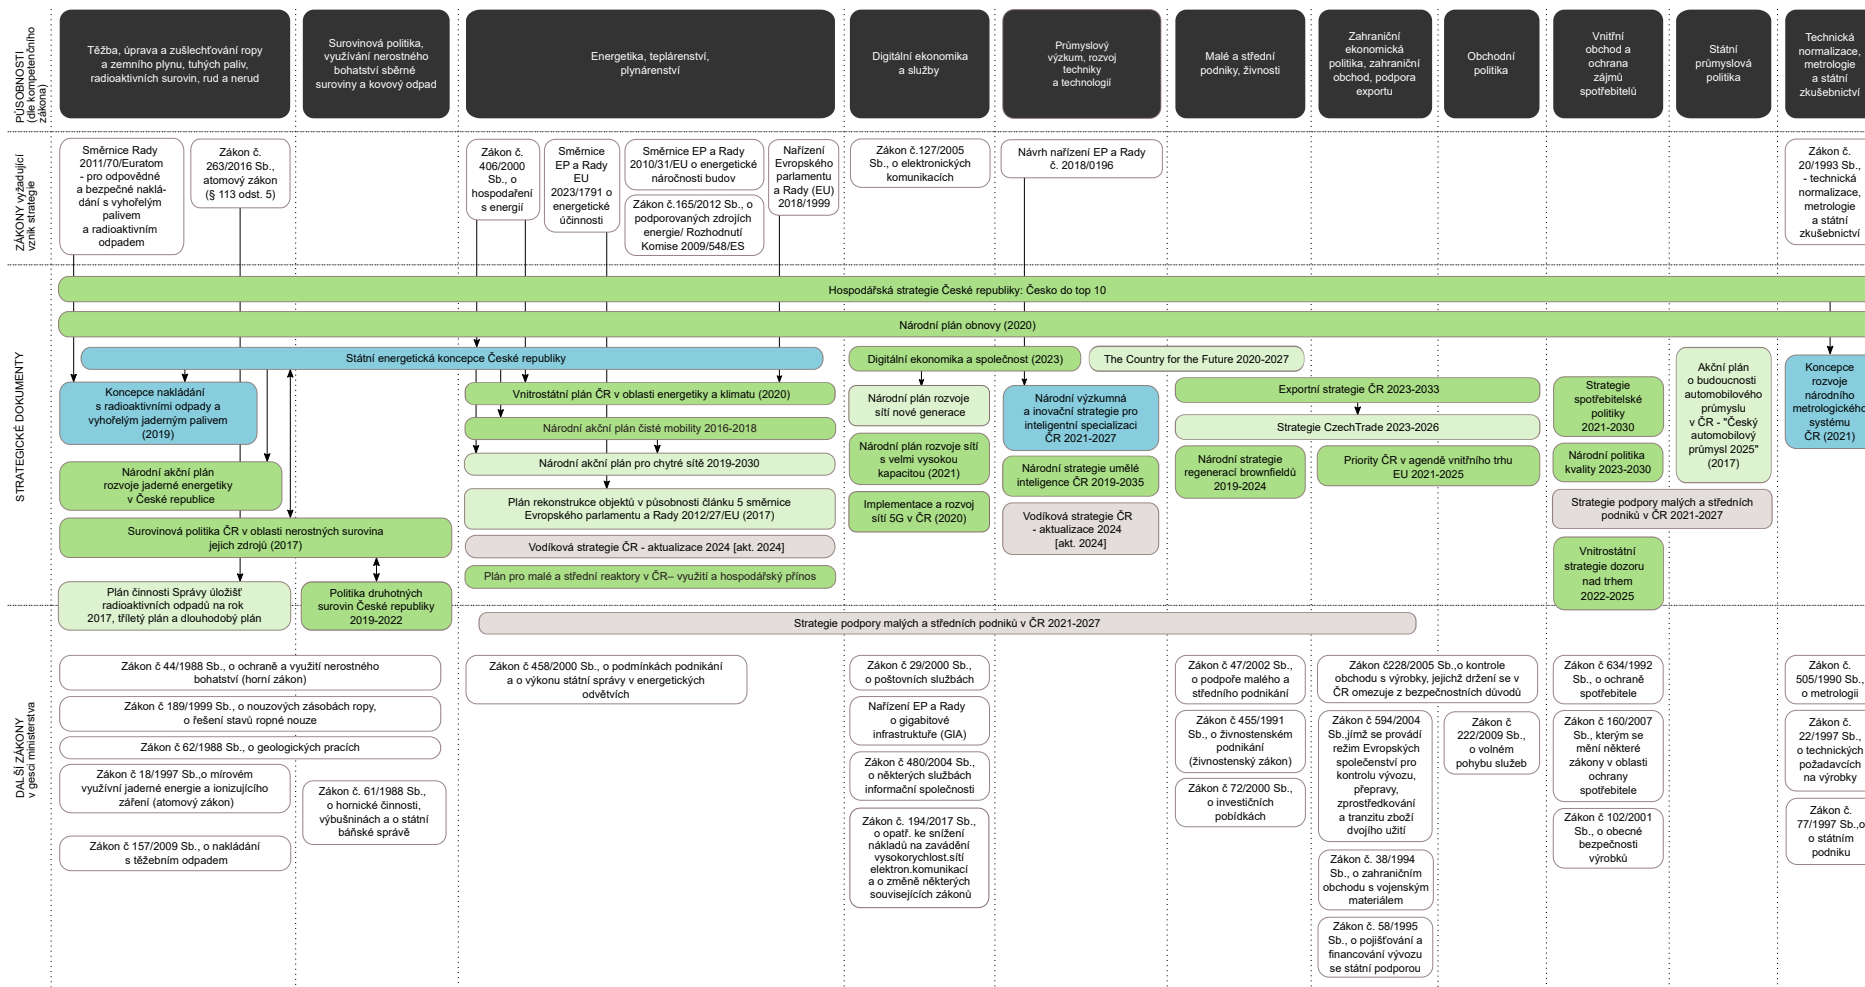 PŮSOBNOSTI
(dle kompetenčního
zákona)
Těžba, úprava a zušlechťování ropy
a zemního plynu, tuhých paliv,
radioaktivních surovin, rud a nerud
Surovinová politika,
využívání nerostného
bohatství sběrné
suroviny a kovový odpad
Energetika, teplárenství,
plynárenství
Digitální ekonomika
a služby
Průmyslový
výzkum, rozvoj
techniky
a technologií
Malé a střední
podniky, živnosti
Zahraniční
ekonomická
politika, zahraniční
obchod, podpora
exportu
Obchodní
politika
Vnitřní
obchod a
ochrana
zájmů
spotřebitelů
Státní
průmyslová
politika
Technická
normalizace,
metrologie
a státní
zkušebnictví
ZÁKONY vyžadující
vznik strategie
Směrnice Rady
2011/70/Euratom
- pro odpovědné
a bezpečné naklá-
dání s vyhořelým
palivem
a radioaktivním
odpadem
Zákon č.
263/2016 Sb.,
atomový zákon
(§ 113 odst. 5)
Zákon č.
406/2000
Sb., o
hospodaření
s energií
Směrnice
EP a Rady
EU
2023/1791 o
energetické
účinnosti
Směrnice EP a Rady
2010/31/EU o energetické
náročnosti budov
Zákon č.165/2012 Sb., o
podporovaných zdrojích
energie/ Rozhodnutí
Komise 2009/548/ES
Nařízení
Evropského
parlamentu
a Rady (EU)
2018/1999
Zákon č.127/2005
Sb., o elektronických
komunikacích
Návrh nařízení EP a Rady
č. 2018/0196
Zákon č.
20/1993 Sb.,
- technická
normalizace,
metrologie
a státní
zkušebnictví
STRATEGICKÉ DOKUMENTY
Hospodářská strategie České republiky: Česko do top 10
Národní plán obnovy (2020)
Státní energetická koncepce České republiky
Digitální ekonomika a společnost (2023)
The Country for the Future 2020-2027
Koncepce nakládání
s radioaktivními odpady a
vyhořelým jaderným palivem
(2019)
Národní akční plán
rozvoje jaderné energetiky
v České republice
Surovinová politika ČR v oblasti nerostných surovina
jejich zdrojů (2017)
Plán činnosti Správy úložišť
radioaktivních odpadů na rok
2017, tříletý plán a dlouhodobý plán
Politika druhotných
surovin České republiky
2019-2022
Vnitrostátní plán ČR v oblasti energetiky a klimatu (2020)
Národní akční plán čisté mobility 2016-2018
Národní akční plán pro chytré sítě 2019-2030
Plán rekonstrukce objektů v působnosti článku 5 směrnice
Evropského parlamentu a Rady 2012/27/EU (2017)
Vodíková strategie ČR - aktualizace 2024 [akt. 2024]
Plán pro malé a střední reaktory v ČR– využití a hospodářský přínos
Strategie podpory malých a středních podniků v ČR 2021-2027
Národní plán rozvoje
sítí nové generace
Národní plán rozvoje sítí
s velmi vysokou
kapacitou (2021)
Implementace a rozvoj
sítí 5G v ČR (2020)
Národní výzkumná
a inovační strategie pro
inteligentní specializaci
ČR 2021-2027
Národní strategie umělé
inteligence ČR 2019-2035
Vodíková strategie ČR
- aktualizace 2024
[akt. 2024]
Exportní strategie ČR 2023-2033
Strategie CzechTrade 2023-2026
Národní strategie
regenerací brownfieldů
2019-2024
Priority ČR v agendě vnitřního trhu
EU 2021-2025
Strategie
spotřebitelské
politiky
2021-2030
Národní politika
kvality 2023-2030
Strategie podpory malých a středních
podniků v ČR 2021-2027
Vnitrostátní
strategie dozoru
nad trhem
2022-2025
Akční plán
o budoucnosti
automobilového
průmyslu
v ČR - "Český
automobilový
průmysl 2025"
(2017)
Koncepce
rozvoje
národního
metrologického
systému
ČR (2021)
DALŠÍ ZÁKONY
v gesci ministerstva
Zákon č 44/1988 Sb., o ochraně a využití nerostného
bohatství (horní zákon)
Zákon č 189/1999 Sb., o nouzových zásobách ropy,
o řešení stavů ropné nouze
Zákon č 62/1988 Sb., o geologických pracích
Zákon č 18/1997 Sb.,o mírovém
využívní jaderné energie a ionizujícího
záření (atomový zákon)
Zákon č 157/2009 Sb., o nakládání
s těžebním odpadem
Zákon č. 61/1988 Sb.,
o hornické činnosti,
výbušninách a o státní
báňské správě
Zákon č 458/2000 Sb., o podmínkách podnikání
a o výkonu státní správy v energetických
odvětvích
Zákon č 29/2000 Sb.,
o poštovních službách
Nařízení EP a Rady
o gigabitové
infrastruktuře (GIA)
Zákon č 480/2004 Sb.,
o některých službách
informační společnosti
Zákon č. 194/2017 Sb.,
o opatř. ke snížení
nákladů na zavádění
vysokorychlost.sítí
elektron.komunikací
a o změně některých
souvisejících zákonů
Zákon č 47/2002 Sb.,
o podpoře malého a
středního podnikání
Zákon č 455/1991
Sb., o živnostenském
podnikání
(živnostenský zákon)
Zákon č 72/2000 Sb.,
o investičních
pobídkách
Zákon č228/2005 Sb.,o kontrole
obchodu s výrobky, jejichž držení se v
ČR omezuje z bezpečnostních důvodů
Zákon č 594/2004
Sb.,jímž se provádí
režim Evropských
společenství pro
kontrolu vývozu,
přepravy,
zprostředkování
a tranzitu zboží
dvojího užití
Zákon č. 38/1994
Sb., o zahraničním
obchodu s vojenským
materiálem
Zákon č. 58/1995
Sb., o pojišťování a
financování vývozu
se státní podporou
Zákon č
222/2009 Sb.,
o volném
pohybu služeb
Zákon č 634/1992
Sb., o ochraně
spotřebitele
Zákon č 160/2007
Sb., kterým se
mění některé
zákony v oblasti
ochrany
spotřebitele
Zákon č 102/2001
Sb., o obecné
bezpečnosti
výrobků
Zákon č.
505/1990 Sb.,
o metrologii
Zákon č.
22/1997 Sb.,
o technických
požadavcích
na výrobky
Zákon č.
77/1997 Sb.,o
o státním
podniku